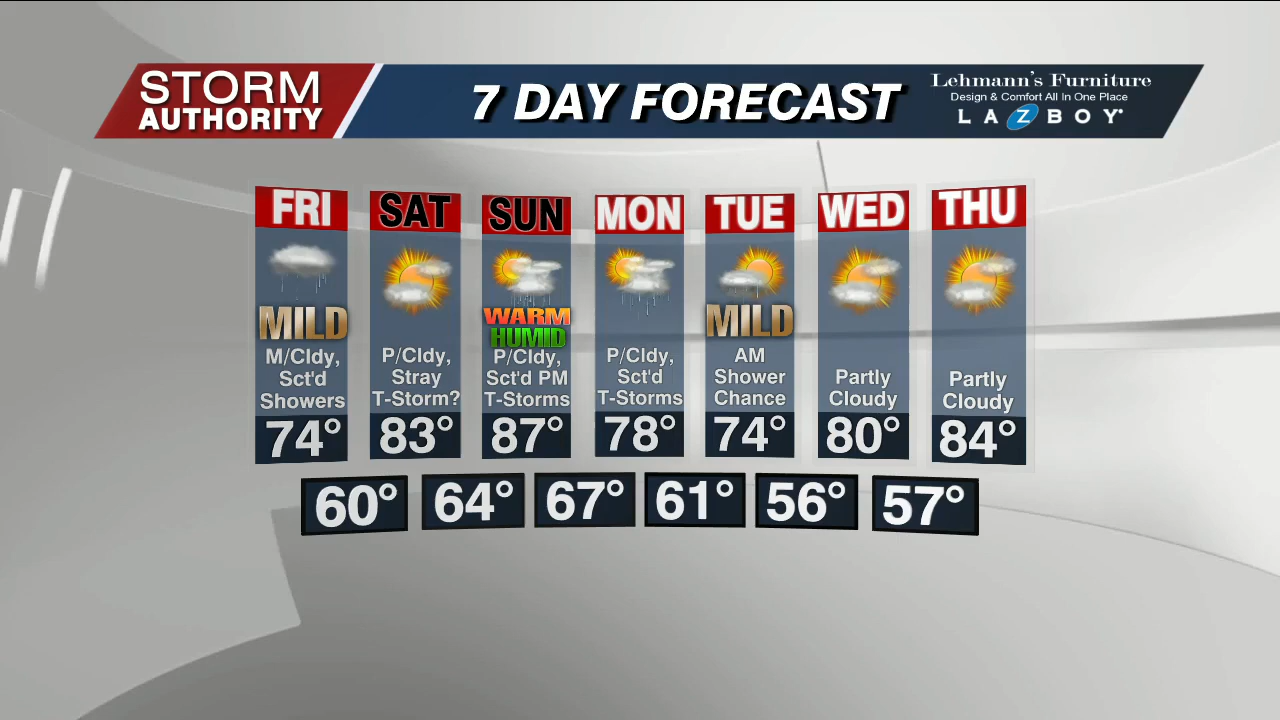 STORM
AUTHORITY
7 DAY FORECAST
Lehmann's Furniture
Design & Comfort All In One Place
LA Z BOY®
FRI
MILD
M/Cldy,
Sct'd
Showers
74°
SAT
P/Cldy,
Stray
T-Storm?
83°
SUN
WARM
HUMID
P/Cldy,
Sct'd PM
T-Storms
87°
MON
P/Cldy,
Sct'd
T-Storms
78°
TUE
MILD
AM
Shower
Chance
74°
WED
Partly
Cloudy
80°
THU
Partly
Cloudy
84°
60°
64°
67°
61°
56°
57°